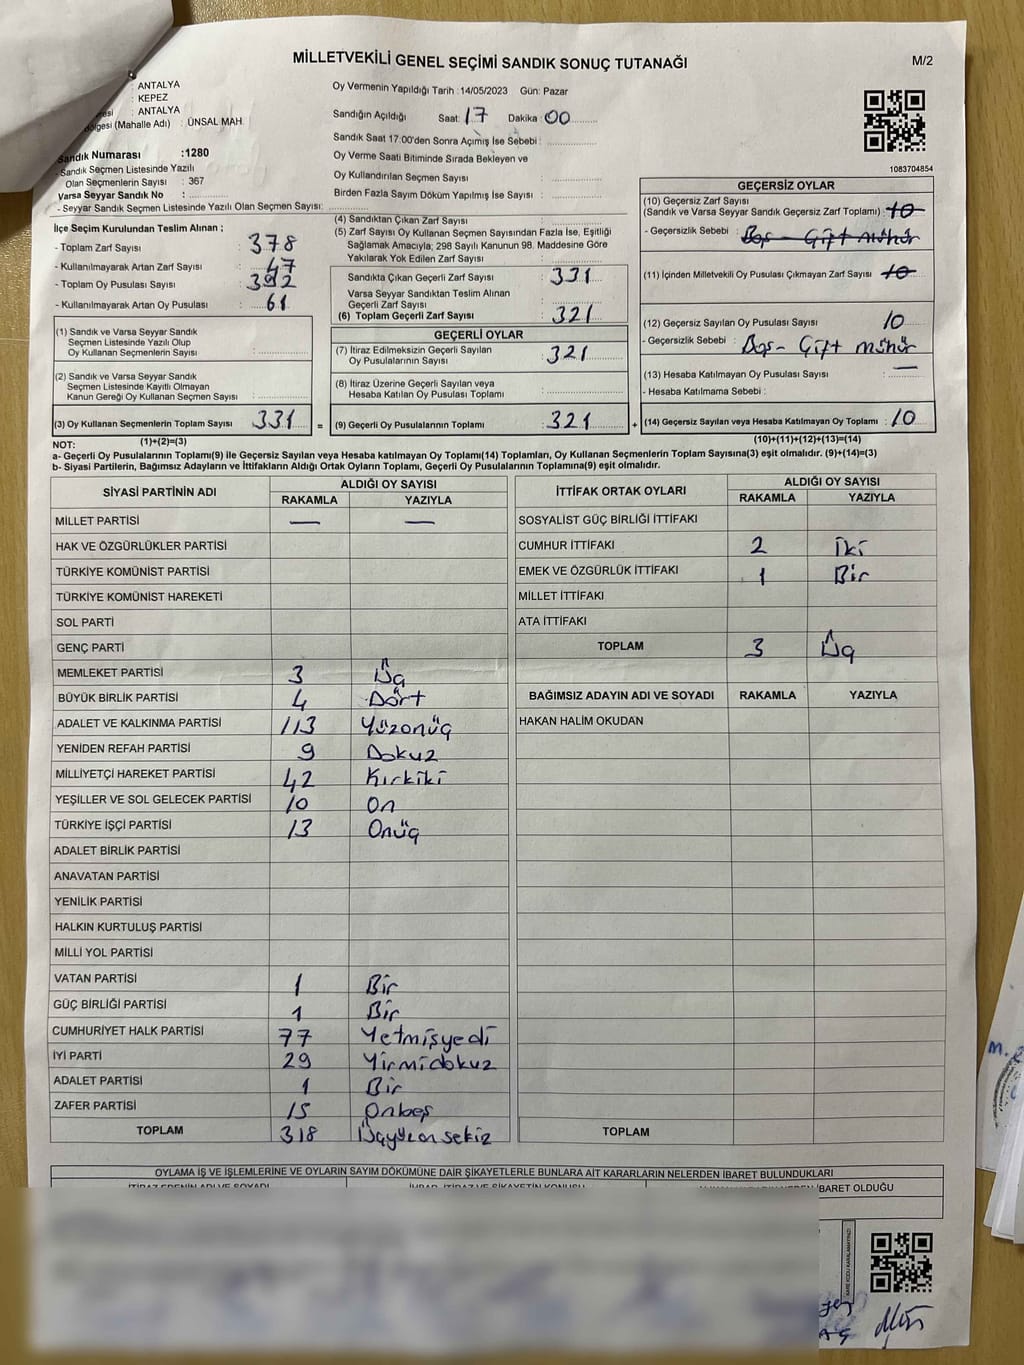 MİLLETVEKİLİ GENEL SEÇİMİ SANDIK SONUÇ TUTANAĞI
M/2
: ANTALYA
: KEPEZ
: ANTALYA
(Mahalle Adı) : ÜNSAL MAH.
Sandık Numarası :1280
- Sandık Seçmen Listesinde Yazılı
Olan Seçmenlerin Sayısı : 367
Varsa Seyyar Sandık No :
- Seyyar Sandık Seçmen Listesinde Yazılı Olan Seçmen Sayısı:
Oy Vermenin Yapıldığı Tarih :14/05/2023 Gün: Pazar
Sandığın Açıldığı Saat: 17 Dakika : 00
Sandık Saat 17:00'den Sonra Açımış İse Sebebi :
Oy Verme Saati Bitiminde Sırada Bekleyen ve
Oy Kullandırılan Seçmen Sayısı :
Birden Fazla Sayım Döküm Yapılmış İse Sayısı :
1083704854
İlçe Seçim Kurulundan Teslim Alınan ;
- Toplam Zarf Sayısı : 378
- Kullanılmayarak Artan Zarf Sayısı : 47
- Toplam Oy Pusulası Sayısı : 392
- Kullanılmayarak Artan Oy Pusulası : 61
(1) Sandık ve Varsa Seyyar Sandık
Seçmen Listesinde Yazılı Olup
Oy Kullanan Seçmenlerin Sayısı :
(2) Sandık ve Varsa Seyyar Sandık
Seçmen Listesinde Kayıtlı Olmayan
Kanun Gereği Oy Kullanan Seçmen Sayısı :
(3) Oy Kullanan Seçmenlerin Toplam Sayısı : 331 =
(1)+(2)=(3)
(4) Sandıktan Çıkan Zarf Sayısı :
(5) Zarf Sayısı Oy Kullanan Seçmen Sayısından Fazla İse, Eşitliği
Sağlamak Amacıyla; 298 Sayılı Kanunun 98. Maddesine Göre
Yakılarak Yok Edilen Zarf Sayısı :
Sandıkta Çıkan Geçerli Zarf Sayısı : 331
Varsa Seyyar Sandıktan Teslim Alınan
Geçerli Zarf Sayısı :
(6) Toplam Geçerli Zarf Sayısı : 321
GEÇERLİ OYLAR
(7) İtiraz Edilmeksizin Geçerli Sayılan
Oy Pusulalarının Sayısı : 321
(8) İtiraz Üzerine Geçerli Sayılan veya
Hesaba Katılan Oy Pusulası Toplamı :
(9) Geçerli Oy Pusulalarının Toplamı : 321 +
GEÇERSİZ OYLAR
(10) Geçersiz Zarf Sayısı
(Sandık ve Varsa Seyyar Sandık Geçersiz Zarf Toplamı) : 10
- Geçersizlik Sebebi : Boş - Çift mühür
(11) İçinden Milletvekili Oy Pusulası Çıkmayan Zarf Sayısı : 10
(12) Geçersiz Sayılan Oy Pusulası Sayısı : 10
- Geçersizlik Sebebi : Boş - Çift mühür
(13) Hesaba Katılmayan Oy Pusulası Sayısı : —
- Hesaba Katılmama Sebebi :
(14) Geçersiz Sayılan veya Hesaba Katılmayan Oy Toplamı : 10
(10)+(11)+(12)+(13)=(14)
NOT:
a- Geçerli Oy Pusulalarının Toplamı(9) ile Geçersiz Sayılan veya Hesaba katılmayan Oy Toplamı(14) Toplamları, Oy Kullanan Seçmenlerin Toplam Sayısına(3) eşit olmalıdır. (9)+(14)=(3)
b- Siyasi Partilerin, Bağımsız Adayların ve İttifakların Aldığı Ortak Oyların Toplamı, Geçerli Oy Pusulalarının Toplamına(9) eşit olmalıdır.
SİYASİ PARTİNİN ADI ALDIĞI OY SAYISI
RAKAMLA YAZIYLA
MİLLET PARTİSİ — —
HAK VE ÖZGÜRLÜKLER PARTİSİ
TÜRKİYE KOMÜNİST PARTİSİ
TÜRKİYE KOMÜNİST HAREKETİ
SOL PARTİ
GENÇ PARTİ
MEMLEKET PARTİSİ 3 Üç
BÜYÜK BİRLİK PARTİSİ 4 Dört
ADALET VE KALKINMA PARTİSİ 113 Yüzonüç
YENİDEN REFAH PARTİSİ 9 Dokuz
MİLLİYETÇİ HAREKET PARTİSİ 42 Kırkiki
YEŞİLLER VE SOL GELECEK PARTİSİ 10 On
TÜRKİYE İŞÇİ PARTİSİ 13 Onüç
ADALET BİRLİK PARTİSİ
ANAVATAN PARTİSİ
YENİLİK PARTİSİ
HALKIN KURTULUŞ PARTİSİ
MİLLİ YOL PARTİSİ
VATAN PARTİSİ 1 Bir
GÜÇ BİRLİĞİ PARTİSİ 1 Bir
CUMHURİYET HALK PARTİSİ 77 Yetmişyedi
İYİ PARTİ 29 Yirmidokuz
ADALET PARTİSİ 1 Bir
ZAFER PARTİSİ 15 Onbeş
TOPLAM 318 Üçyüzonsekiz
İTTİFAK ORTAK OYLARI ALDIĞI OY SAYISI
RAKAMLA YAZIYLA
SOSYALİST GÜÇ BİRLİĞİ İTTİFAKI
CUMHUR İTTİFAKI 2 İki
EMEK VE ÖZGÜRLÜK İTTİFAKI 1 Bir
MİLLET İTTİFAKI
ATA İTTİFAKI
TOPLAM 3 Üç
BAĞIMSIZ ADAYIN ADI VE SOYADI RAKAMLA YAZIYLA
HAKAN HALİM OKUDAN
TOPLAM
OYLAMA İŞ VE İŞLEMLERİNE VE OYLARIN SAYIM DÖKÜMÜNE DAİR ŞİKAYETLERLE BUNLARA AİT KARARLARIN NELERDEN İBARET BULUNDUKLARI
İTİRAZ EDENİN ADI VE SOYADI
İBARET OLDUĞU